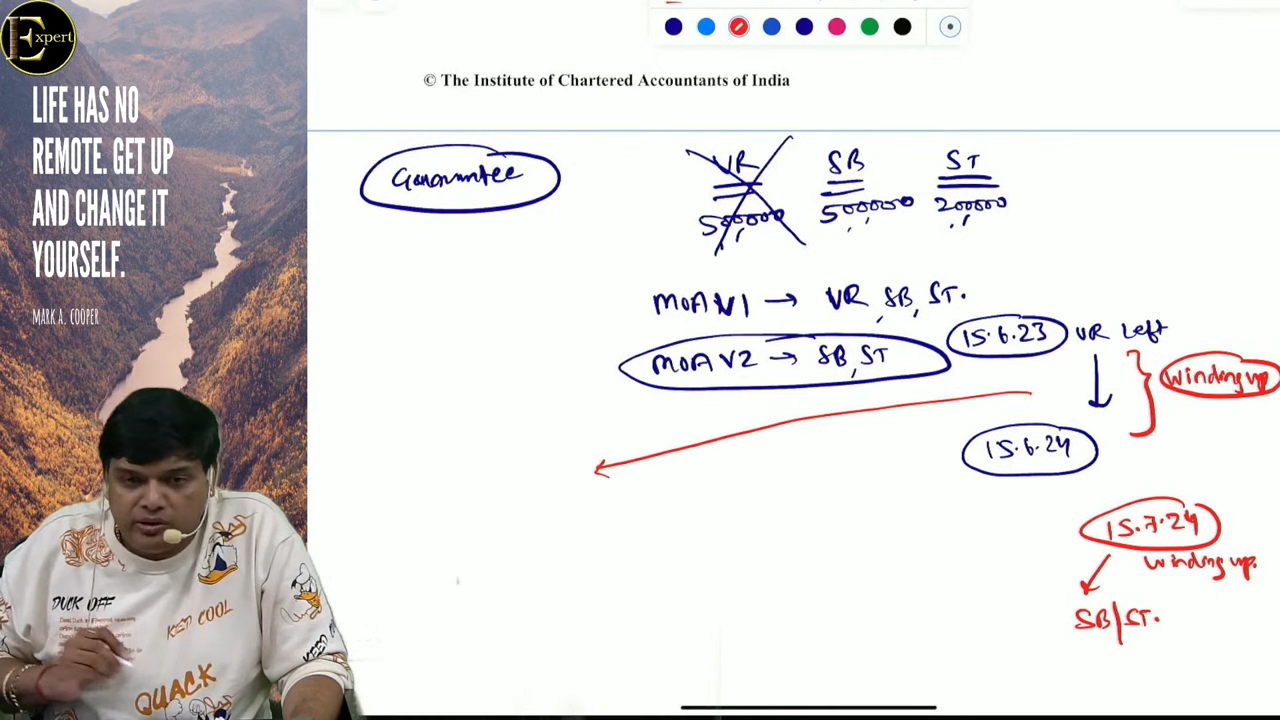 Expert
LIFE HAS NO
REMOTE. GET UP
AND CHANGE IT
YOURSELF.
MARK A. COOPER
© The Institute of Chartered Accountants of India
Guarantee
VR SB ST
500000 500000 200000
MOA V1 → VR, SB, ST.
MOA V2 → SB, ST
15.6.23 VR left
winding up
15.6.24
15.7.24
winding up.
SB/ST.
DUCK OFF
KEEP COOL
QUACK